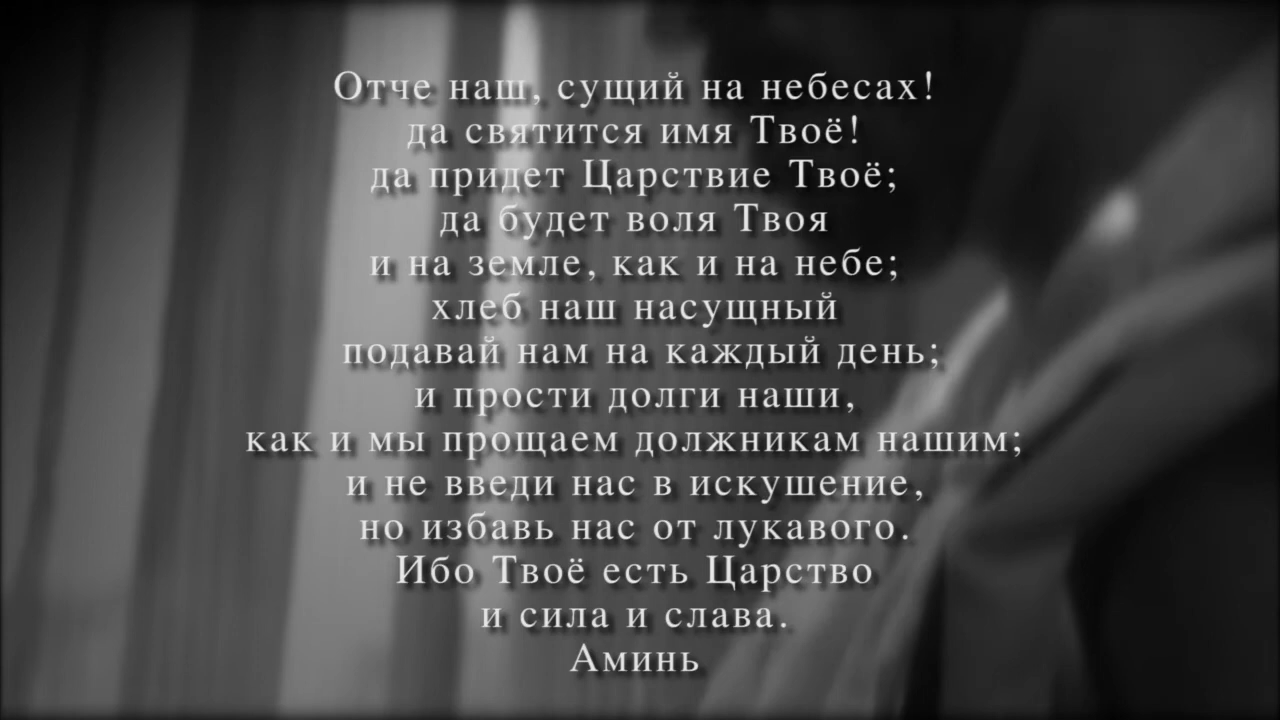 Отче наш, сущий на небесах!
да святится имя Твоё!
да придет Царствие Твоё;
да будет воля Твоя
и на земле, как и на небе;
хлеб наш насущный
подавай нам на каждый день;
и прости долги наши,
как и мы прощаем должникам нашим;
и не введи нас в искушение,
но избавь нас от лукавого.
Ибо Твоё есть Царство
и сила и слава.
Аминь